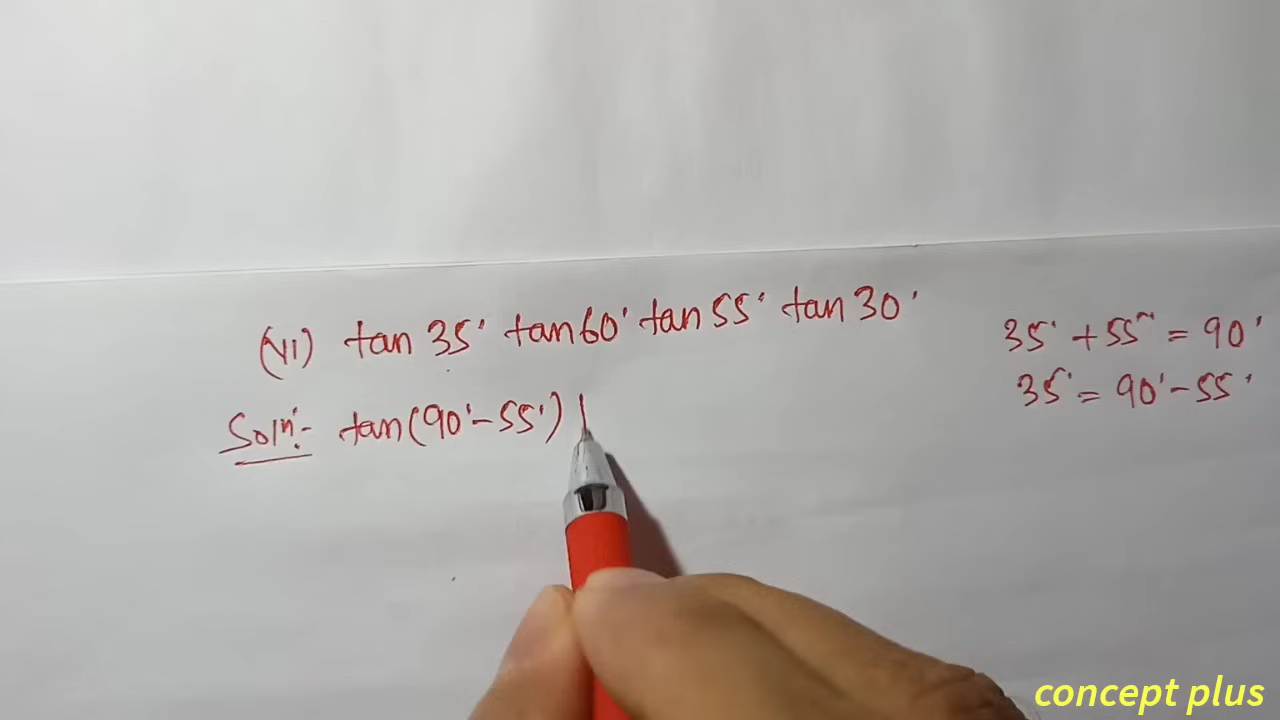 (VI) tan 35° tan 60° tan 55° tan 30°
35° + 55° = 90°
35° = 90° - 55°
Soln:- tan (90° - 55°)
concept plus